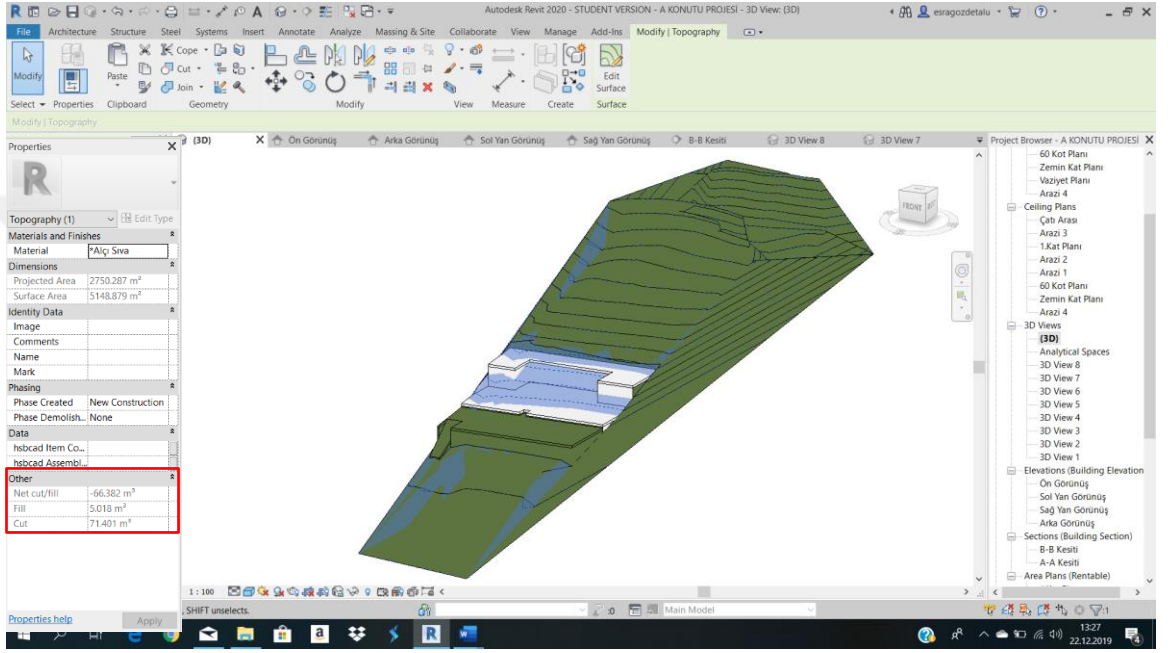 Autodesk Revit 2020 - STUDENT VERSION - A KONUTU PROJESİ - 3D View: {3D}
esragozdetalu
File Architecture Structure Steel Systems Insert Annotate Analyze Massing & Site Collaborate View Manage Add-Ins Modify | Topography
Modify Paste Cope Cut Join Edit Surface
Select Properties Clipboard Geometry Modify View Measure Create Surface
Modify | Topography
Properties
{3D} Ön Görünüş Arka Görünüş Sol Yan Görünüş Sağ Yan Görünüş B-B Kesiti 3D View 8 3D View 7
Topography (1) Edit Type
Materials and Finishes
Material *Alçı Sıva
Dimensions
Projected Area 2750.287 m²
Surface Area 5148.879 m²
Identity Data
Image
Comments
Name
Mark
Phasing
Phase Created New Construction
Phase Demolish... None
Data
hsbcad Item Co...
hsbcad Assembl...
Other
Net cut/fill -66.382 m³
Fill 5.018 m³
Cut 71.401 m³
Properties help Apply
FRONT
Project Browser - A KONUTU PROJESİ
60 Kot Planı
Zemin Kat Planı
Vaziyet Planı
Arazi 4
Ceiling Plans
Çatı Arası
Arazi 3
1.Kat Planı
Arazi 2
Arazi 1
60 Kot Planı
Zemin Kat Planı
Arazi 4
3D Views
{3D}
Analytical Spaces
3D View 8
3D View 7
3D View 6
3D View 5
3D View 4
3D View 3
3D View 2
3D View 1
Elevations (Building Elevation
Ön Görünüş
Sol Yan Görünüş
Sağ Yan Görünüş
Arka Görünüş
Sections (Building Section)
B-B Kesiti
A-A Kesiti
Area Plans (Rentable)
1 : 100
, SHIFT unselects. :0 Main Model :1
13:27
22.12.2019